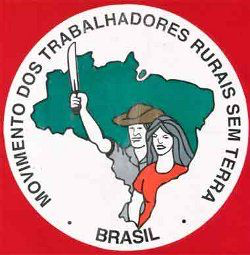 MOVIMENTO DOS TRABALHADORES RURAIS SEM TERRA
· BRASIL ·